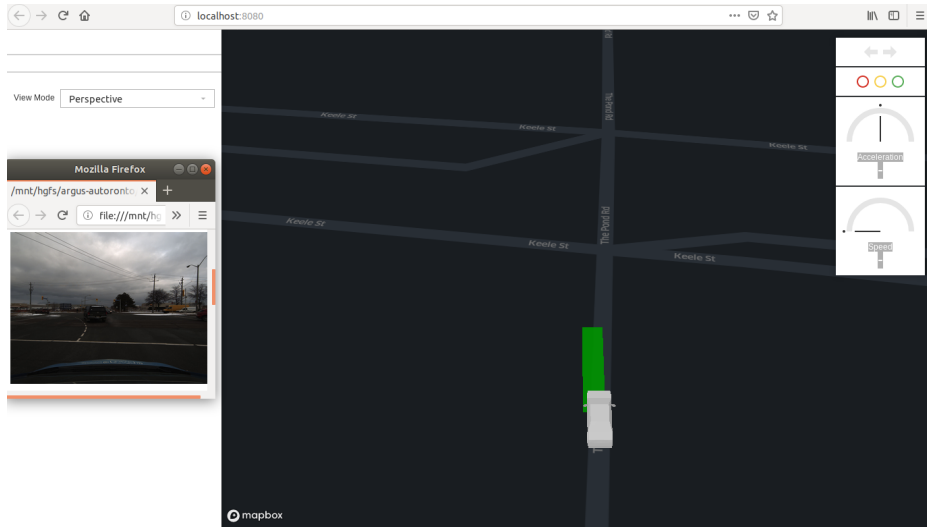 localhost:8080
View Mode
Perspective
Mozilla Firefox
/mnt/hgfs/argus-autoronto
file:///mnt/hg
Keele St
Keele St
Keele St
Keele St
Keele St
Keele St
The Pond Rd
The Pond Rd
Acceleration
Speed
mapbox